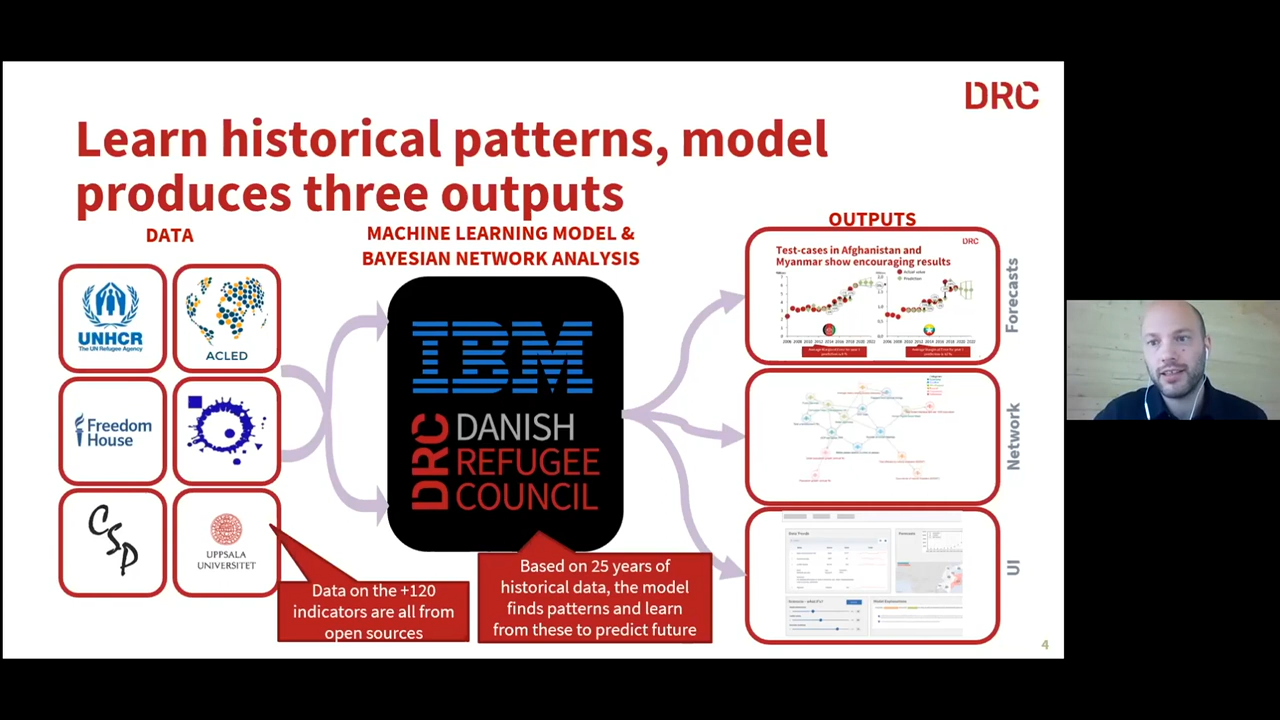 DRC
Learn historical patterns, model
produces three outputs
DATA
MACHINE LEARNING MODEL &
BAYESIAN NETWORK ANALYSIS
OUTPUTS
UNHCR
The UN Refugee Agency
ACLED
Freedom
House
CSP
UPPSALA
UNIVERSITET
IBM
DRC
DANISH
REFUGEE
COUNCIL
DRC
Test-cases in Afghanistan and
Myanmar show encouraging results
Actual value
Prediction
Forecasts
Network
UI
Data on the +120
indicators are all from
open sources
Based on 25 years of
historical data, the model
finds patterns and learn
from these to predict future
4